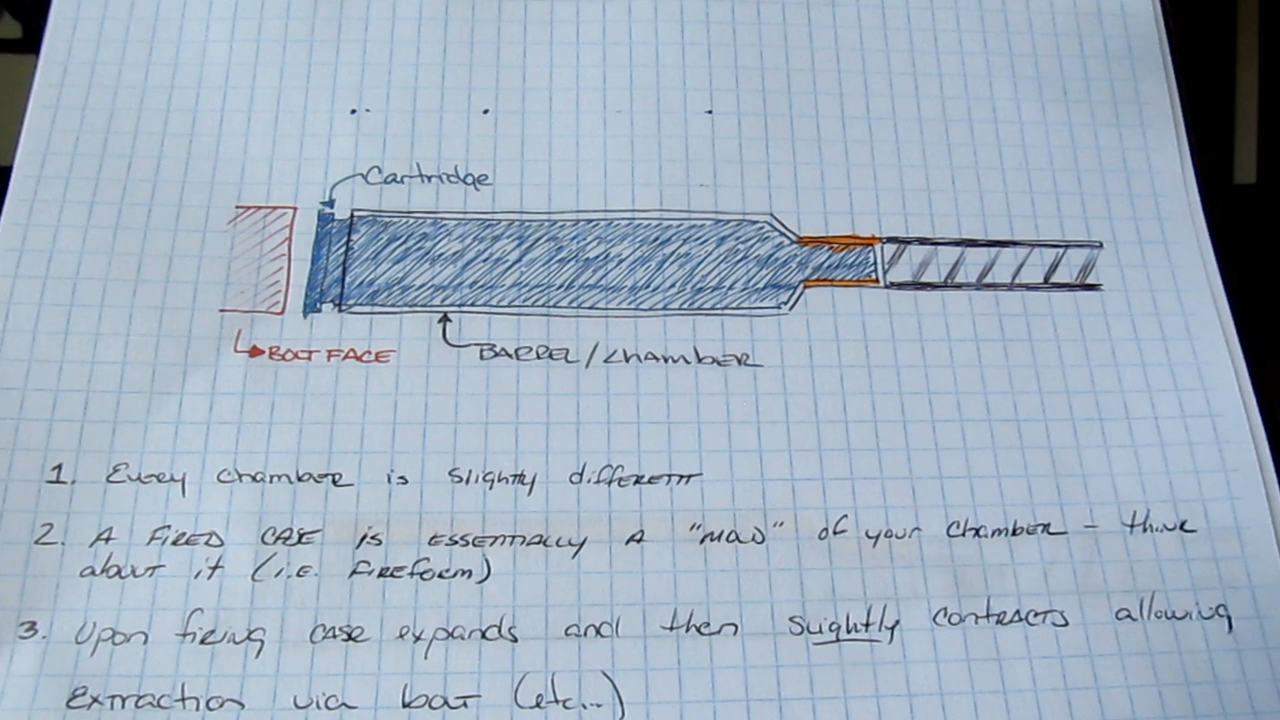 Cartridge
BOLT FACE
BARREL/Chamber
1. Every chamber is slightly different
2. A FIRED CASE is ESSENTIALLY A "MAP" of your chamber - think
about it (i.e. FIREform)
3. Upon firing case expands and then slightly contracts allowing
Extraction via bolt (etc...)